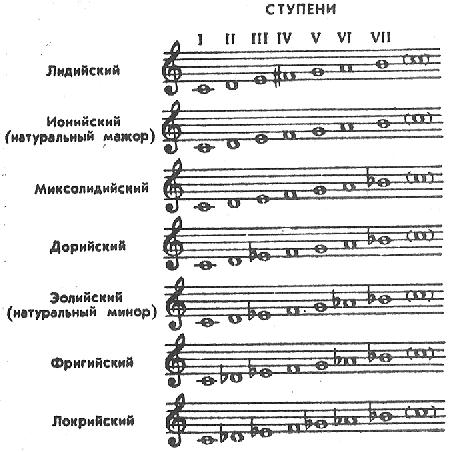 СТУПЕНИ
I II III IV V VI VII
Лидийский
Ионийский
(натуральный мажор)
Миксолидийский
Дорийский
Эолийский
(натуральный минор)
Фригийский
Локрийский